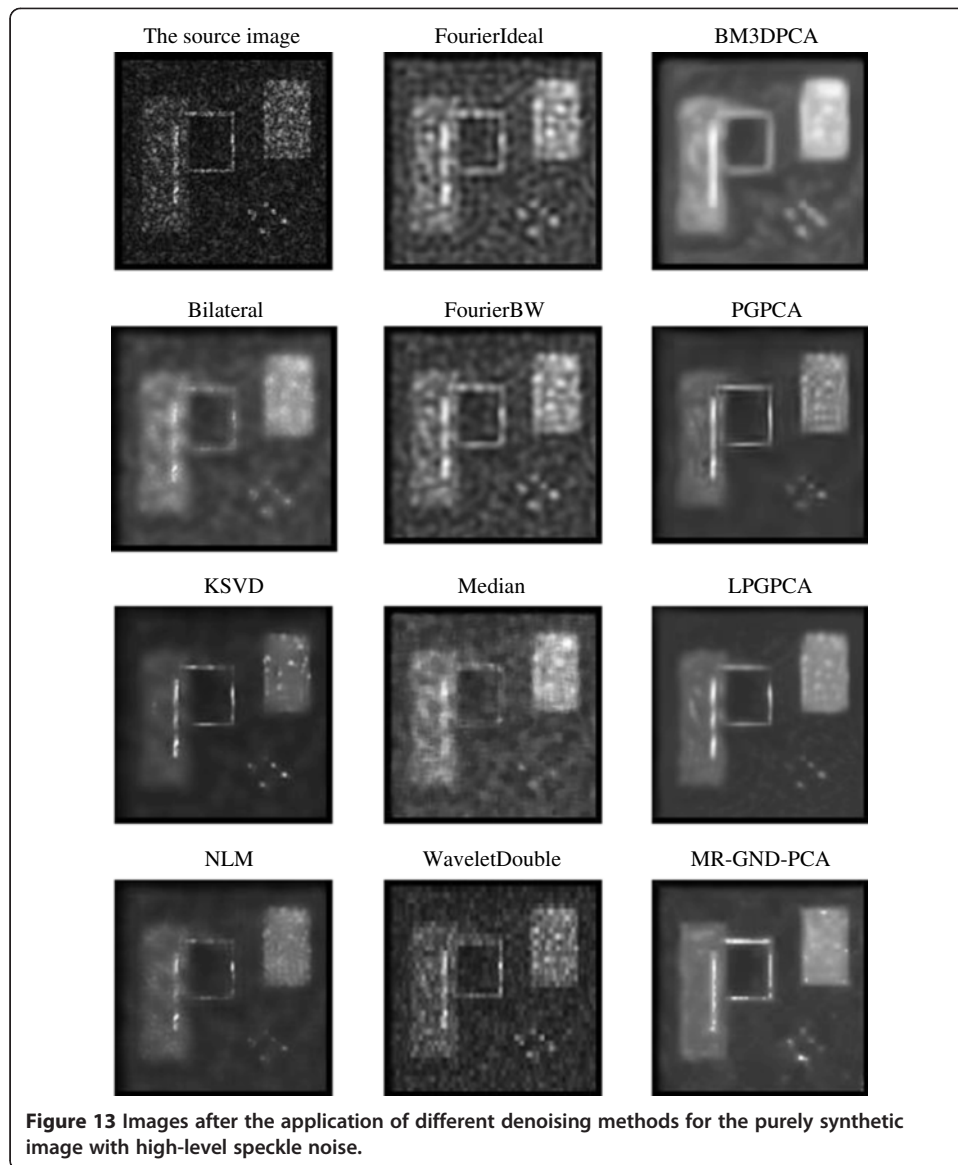 The source image
FourierIdeal
BM3DPCA
Bilateral
FourierBW
PGPCA
KSVD
Median
LPGPCA
NLM
WaveletDouble
MR-GND-PCA
Figure 13 Images after the application of different denoising methods for the purely synthetic
image with high-level speckle noise.